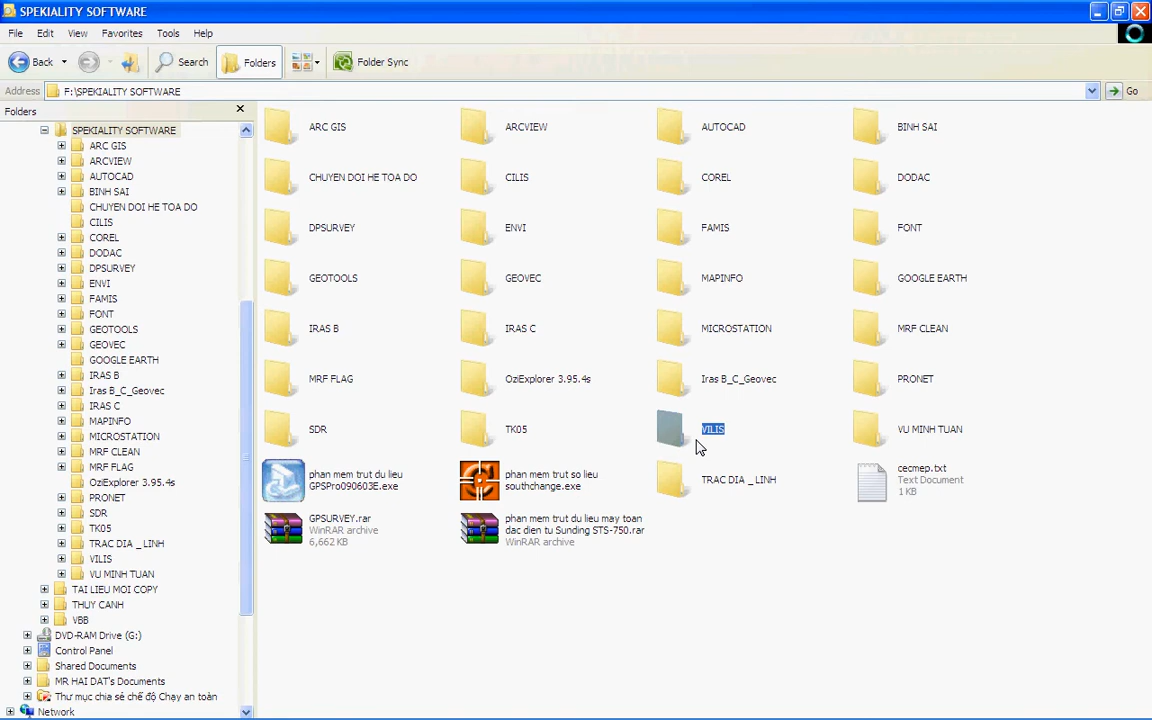 SPEKIALITY SOFTWARE
File Edit View Favorites Tools Help
Back Search Folders Folder Sync
Address F:\SPEKIALITY SOFTWARE Go
Folders
SPEKIALITY SOFTWARE
ARC GIS
ARCVIEW
AUTOCAD
BINH SAI
CHUYEN DOI HE TOA DO
CILIS
COREL
DODAC
DPSURVEY
ENVI
FAMIS
FONT
GEOTOOLS
GEOVEC
GOOGLE EARTH
IRAS B
Iras B_C_Geovec
IRAS C
MAPINFO
MICROSTATION
MRF CLEAN
MRF FLAG
OziExplorer 3.95.4s
PRONET
SDR
TK05
TRAC DIA _ LINH
VILIS
VU MINH TUAN
TAI LIEU MOI COPY
THUY CANH
VBB
DVD-RAM Drive (G:)
Control Panel
Shared Documents
MR HAI DAT's Documents
Thư mục chia sẻ chế độ Chạy an toàn
Network
ARC GIS ARCVIEW AUTOCAD BINH SAI
CHUYEN DOI HE TOA DO CILIS COREL DODAC
DPSURVEY ENVI FAMIS FONT
GEOTOOLS GEOVEC MAPINFO GOOGLE EARTH
IRAS B IRAS C MICROSTATION MRF CLEAN
MRF FLAG OziExplorer 3.95.4s Iras B_C_Geovec PRONET
SDR TK05 VILIS VU MINH TUAN
phan mem trut du lieu
GPSPro090603E.exe
phan mem trut so lieu
southchange.exe
TRAC DIA _ LINH
cecmep.txt
Text Document
1 KB
GPSURVEY.rar
WinRAR archive
6,662 KB
phan mem trut du lieu may toan
dac dien tu Sunding STS-750.rar
WinRAR archive